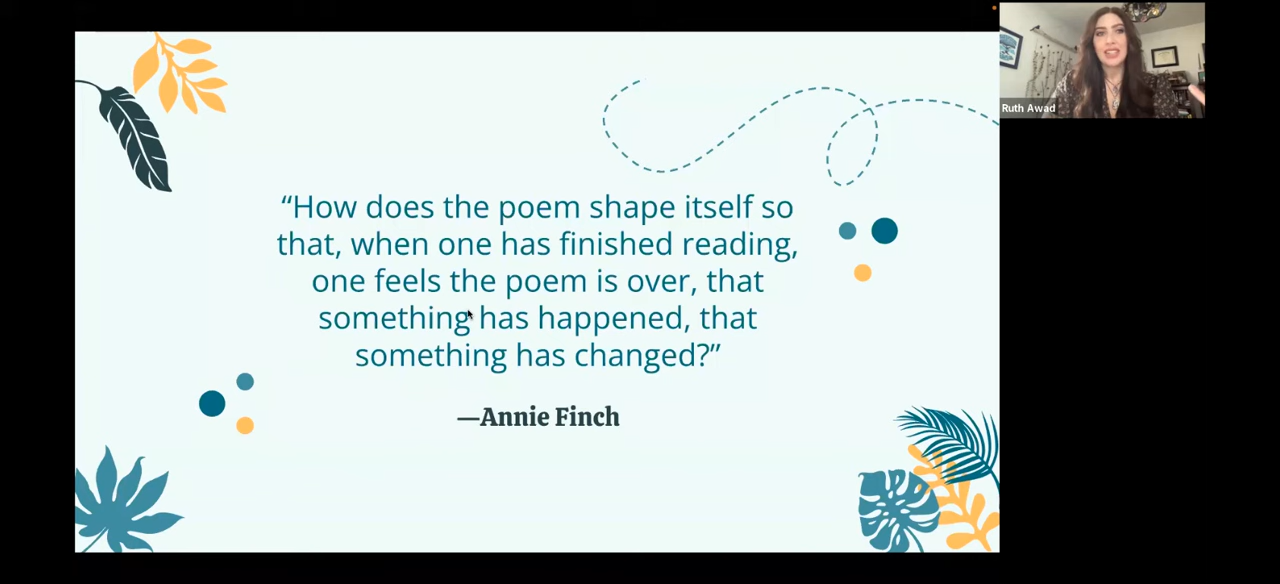 “How does the poem shape itself so
that, when one has finished reading,
one feels the poem is over, that
something has happened, that
something has changed?”
—Annie Finch
Ruth Awad